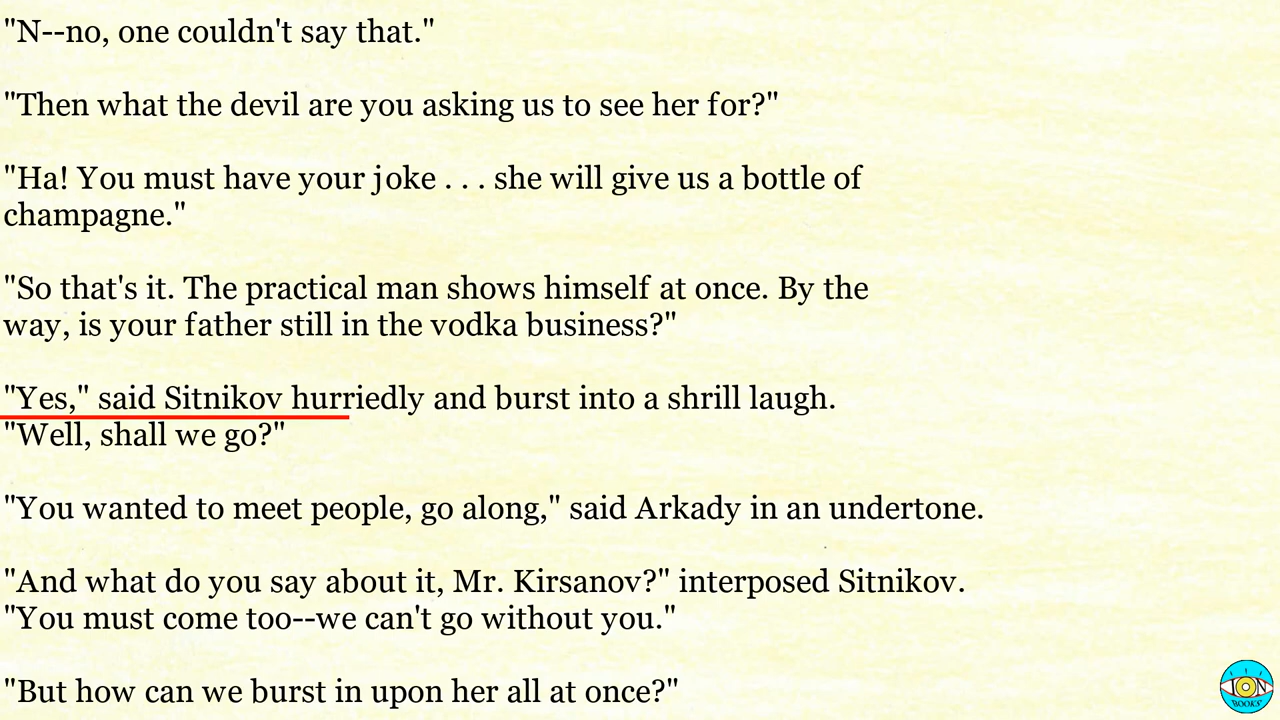 "N--no, one couldn't say that."
"Then what the devil are you asking us to see her for?"
"Ha! You must have your joke . . . she will give us a bottle of
champagne."
"So that's it. The practical man shows himself at once. By the
way, is your father still in the vodka business?"
"Yes," said Sitnikov hurriedly and burst into a shrill laugh.
"Well, shall we go?"
"You wanted to meet people, go along," said Arkady in an undertone.
"And what do you say about it, Mr. Kirsanov?" interposed Sitnikov.
"You must come too--we can't go without you."
"But how can we burst in upon her all at once?"
ION
BOOKS